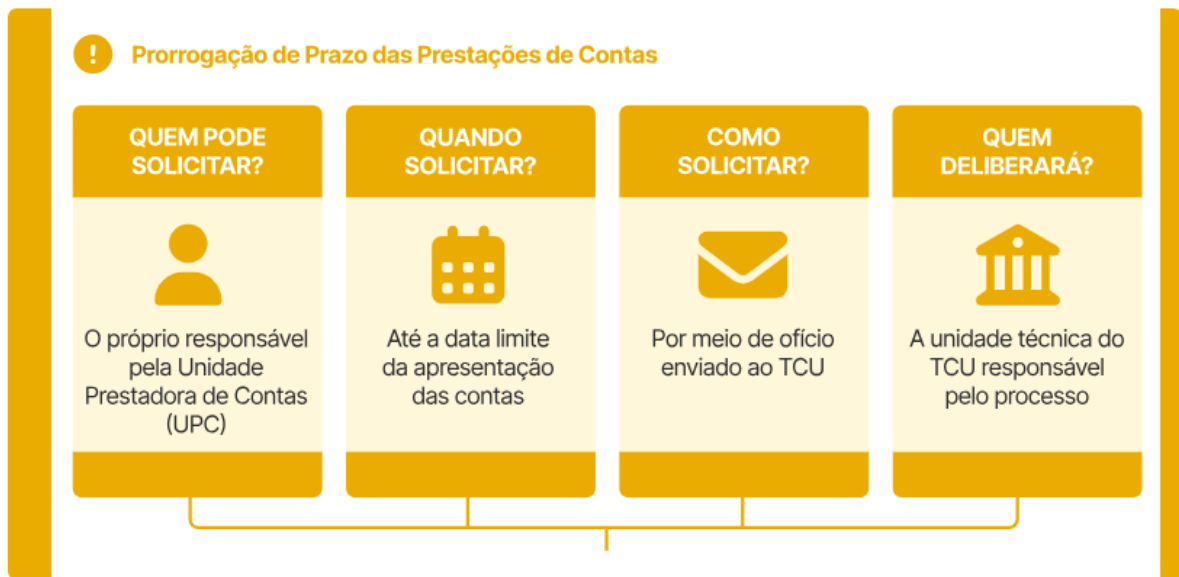 ! Prorrogação de Prazo das Prestações de Contas
QUEM PODE
SOLICITAR?
O próprio responsável
pela Unidade
Prestadora de Contas
(UPC)
QUANDO
SOLICITAR?
Até a data limite
da apresentação
das contas
COMO
SOLICITAR?
Por meio de ofício
enviado ao TCU
QUEM
DELIBERARÁ?
A unidade técnica do
TCU responsável
pelo processo